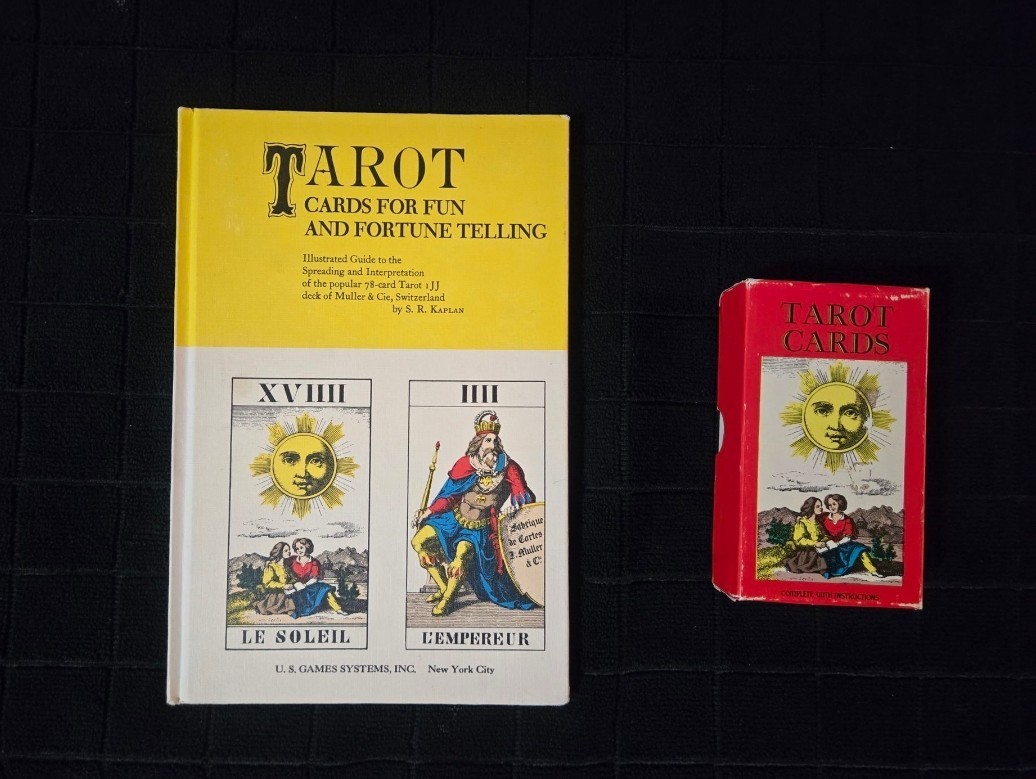 TAROT
CARDS FOR FUN
AND FORTUNE TELLING
Illustrated Guide to the
Spreading and Interpretation
of the popular 78-card Tarot 1JJ
deck of Muller & Cie, Switzerland
by S. R. KAPLAN
XVIIII
LE SOLEIL
IIII
Fabrique
de Cartes
J. Muller
& Cie
L'EMPEREUR
U. S. GAMES SYSTEMS, INC. New York City
TAROT
CARDS
COMPLETE WITH INSTRUCTIONS